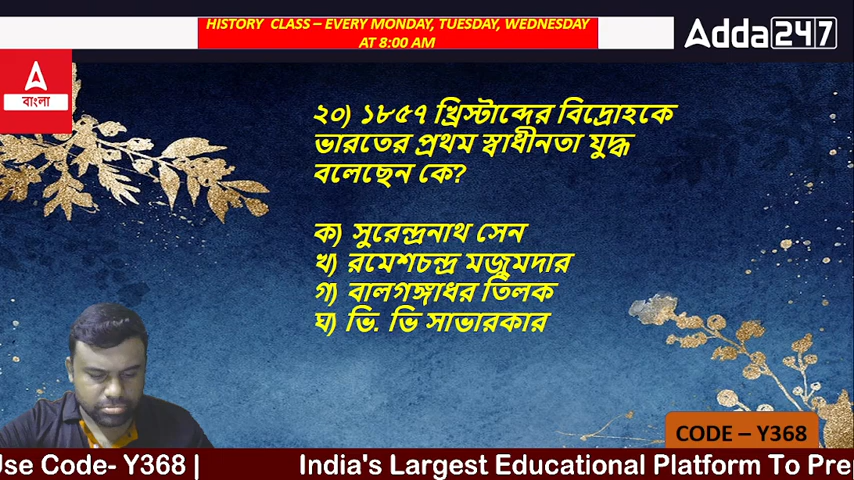 HISTORY CLASS – EVERY MONDAY, TUESDAY, WEDNESDAY
AT 8:00 AM
Adda247
A
বাংলা
২০) ১৮৫৭ খ্রিস্টাব্দের বিদ্রোহকে
ভারতের প্রথম স্বাধীনতা যুদ্ধ
বলেছেন কে?
ক) সুরেন্দ্রনাথ সেন
খ) রমেশচন্দ্র মজুমদার
গ) বালগঙ্গাধর তিলক
ঘ) ভি. ভি সাভারকার
CODE – Y368
Use Code- Y368 | India's Largest Educational Platform To Pre